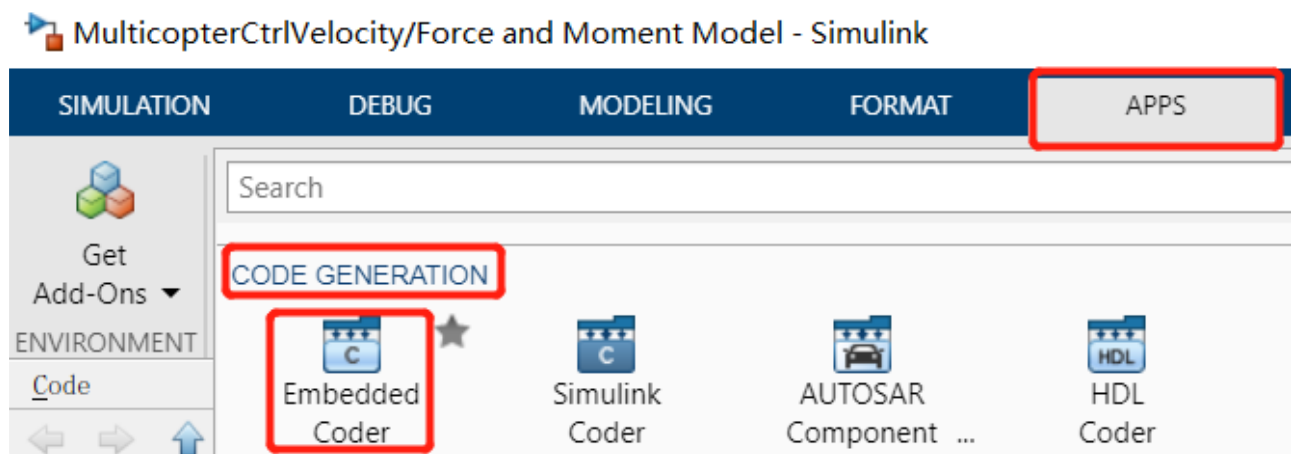 MulticopterCtrlVelocity/Force and Moment Model - Simulink
SIMULATION DEBUG MODELING FORMAT APPS
Search
Get
Add-Ons
ENVIRONMENT
Code
CODE GENERATION
C C HDL
Embedded Simulink AUTOSAR HDL
Coder Coder Component ... Coder